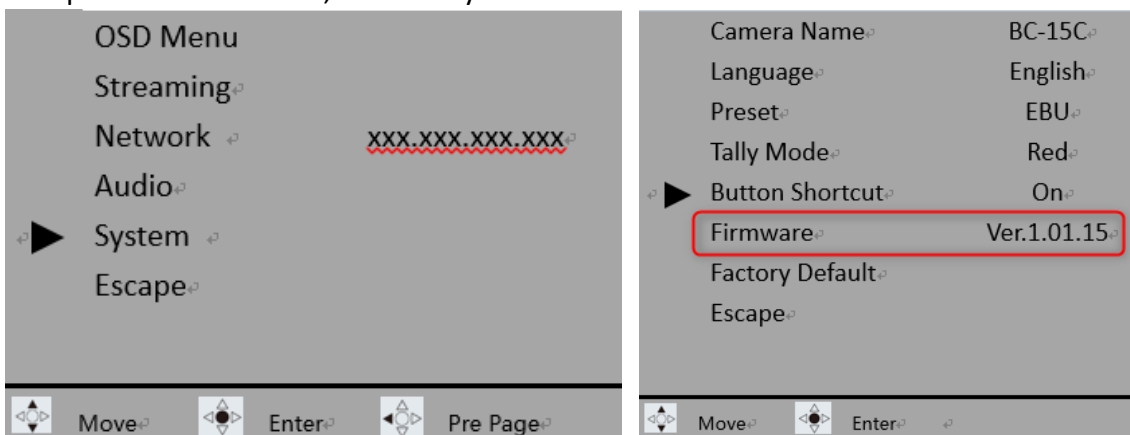 OSD Menu
Streaming
Network xxx.xxx.xxx.xxx
Audio
System
Escape
Move Enter Pre Page
Camera Name BC-15C
Language English
Preset EBU
Tally Mode Red
Button Shortcut On
Firmware Ver.1.01.15
Factory Default
Escape
Move Enter